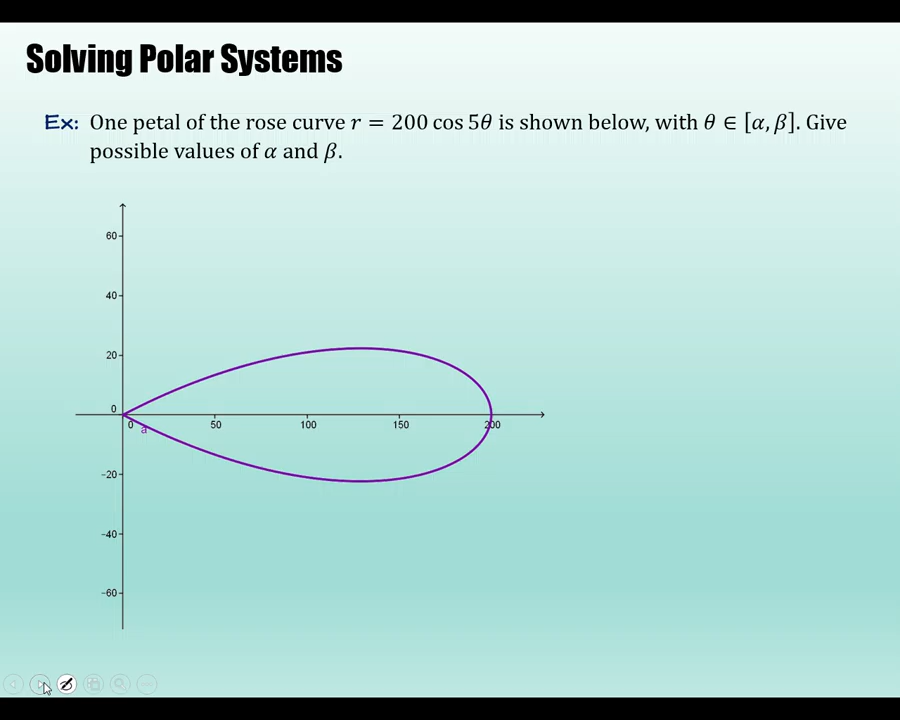 Solving Polar Systems
Ex: One petal of the rose curve r = 200 cos 5θ is shown below, with θ ∈ [α, β]. Give
possible values of α and β.
60
40
20
0
0 50 100 150 200
a
−20
−40
−60